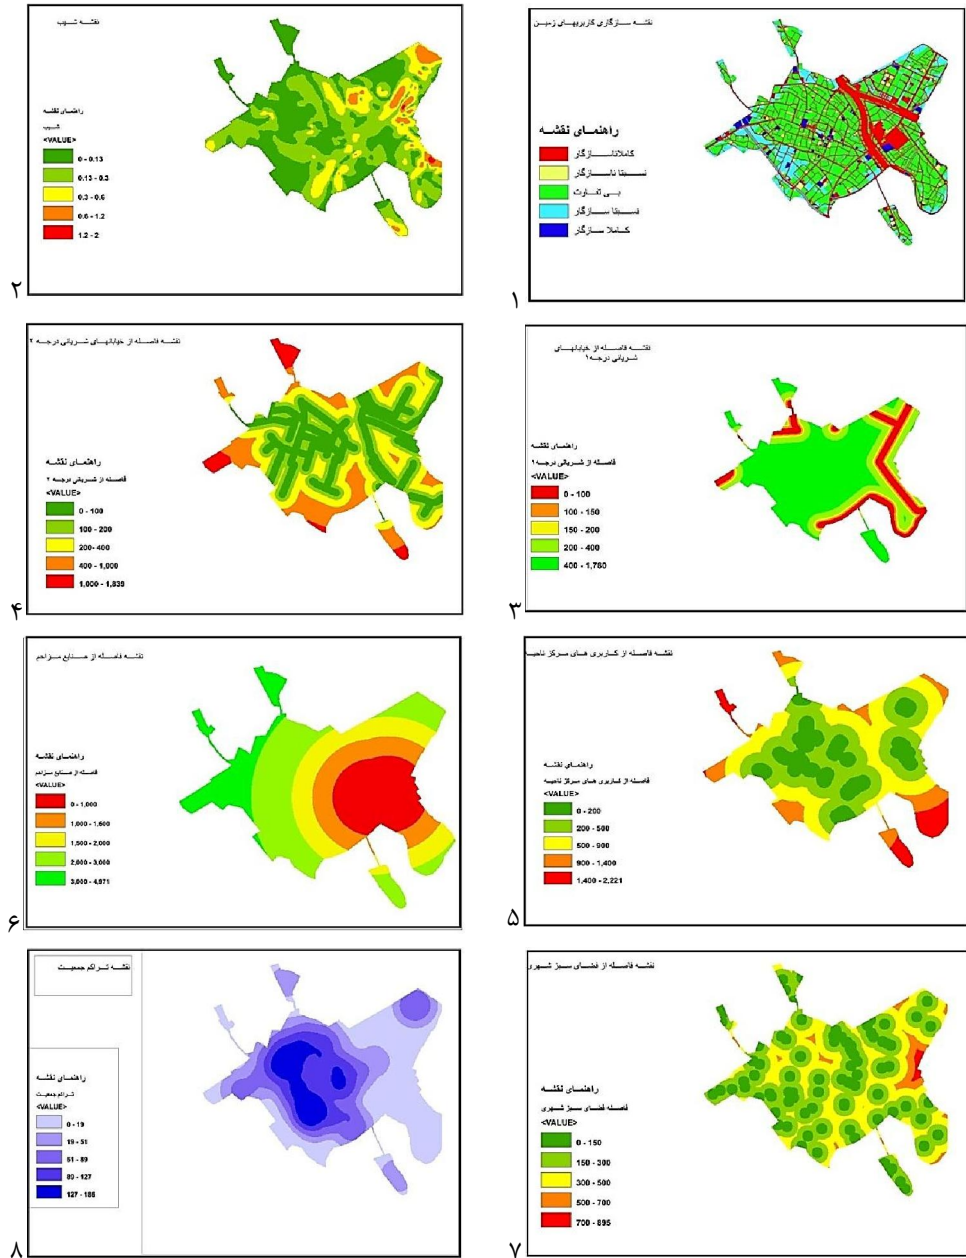 نقشه سازگاری کاربریهای زمین
راهنمای نقشه
کاملاناسازگار
نسبتا ناسازگار
بی تفاوت
نسبتا سازگار
کاملا سازگار
۱
نقشه شیب
راهنمای نقشه
شیب
<VALUE>
0 - 0.13
0.13 - 0.3
0.3 - 0.6
0.6 - 1.2
1.2 - 2
۲
نقشه فاصله از خیابانهای
شریانی درجه ۱
راهنمای نقشه
فاصله از شریانی درجه ۱
<VALUE>
0 - 100
100 - 150
150 - 200
200 - 400
400 - 1,780
۳
نقشه فاصله از خیابانهای شریانی درجه ۲
راهنمای نقشه
فاصله از شریانی درجه ۲
<VALUE>
0 - 100
100 - 200
200 - 400
400 - 1,000
1,000 - 1,839
۴
نقشه فاصله از کاربری های مرکز ناحیه
راهنمای نقشه
فاصله از کاربری های مرکز ناحیه
<VALUE>
0 - 200
200 - 500
500 - 900
900 - 1,400
1,400 - 2,221
۵
نقشه فاصله از صنایع مزاحم
راهنمای نقشه
فاصله از صنایع مزاحم
<VALUE>
0 - 1,000
1,000 - 1,500
1,500 - 2,000
2,000 - 3,000
3,000 - 4,971
۶
نقشه فاصله از فضای سبز شهری
راهنمای نقشه
فاصله فضای سبز شهری
<VALUE>
0 - 150
150 - 300
300 - 500
500 - 700
700 - 895
۷
نقشه تراکم جمعیت
راهنمای نقشه
تراکم جمعیت
<VALUE>
0 - 19
19 - 51
51 - 89
89 - 127
127 - 186
۸